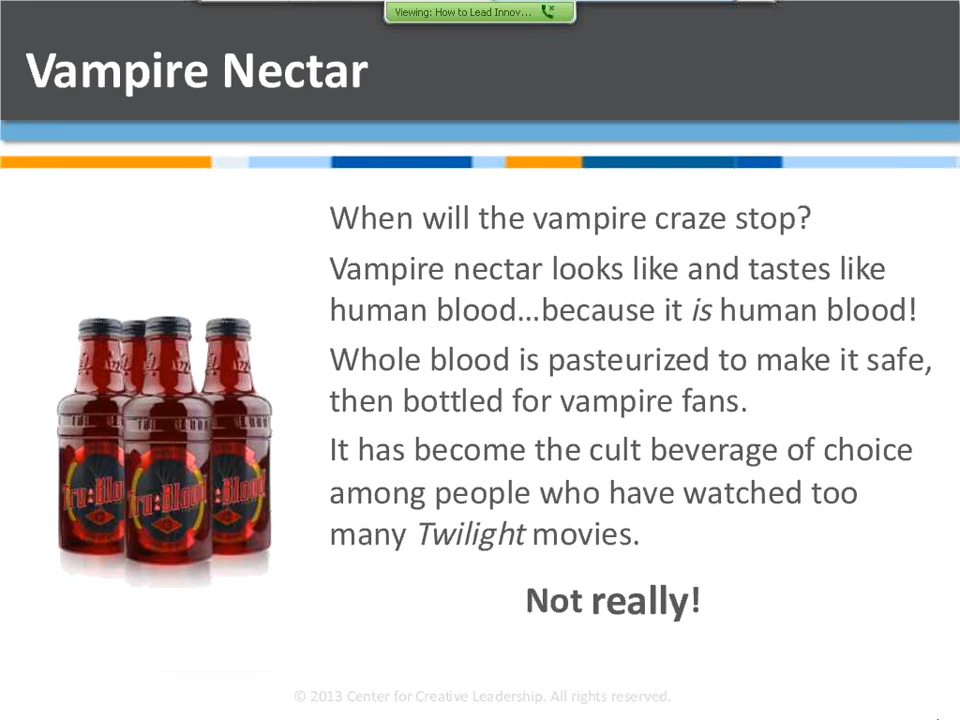 Viewing: How to Lead Innov...
Vampire Nectar
When will the vampire craze stop?
Vampire nectar looks like and tastes like
human blood…because it is human blood!
Whole blood is pasteurized to make it safe,
then bottled for vampire fans.
It has become the cult beverage of choice
among people who have watched too
many Twilight movies.
Tru Blood
Not really!
© 2013 Center for Creative Leadership. All rights reserved.